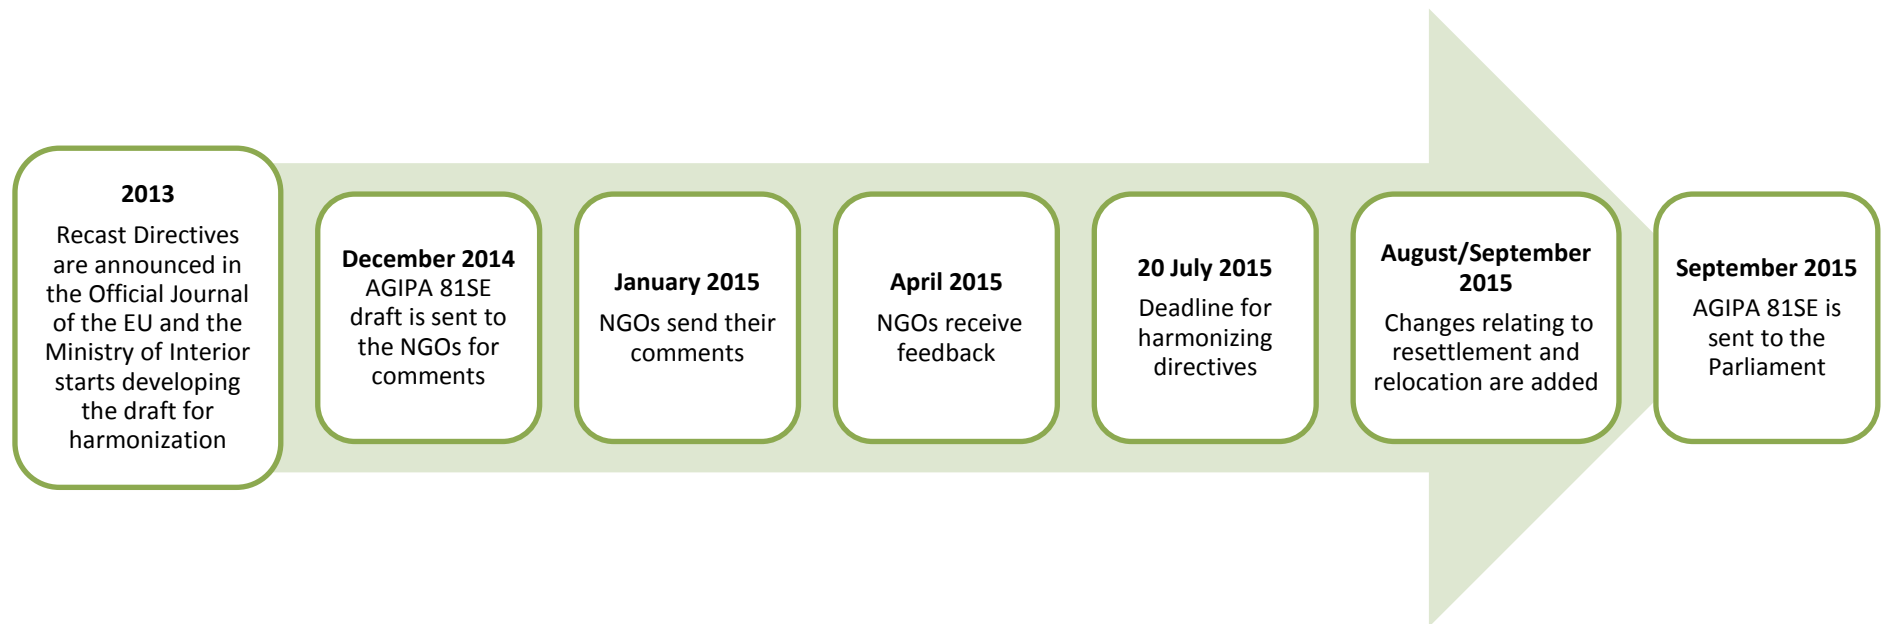 2013
Recast Directives
are announced in
the Official Journal
of the EU and the
Ministry of Interior
starts developing
the draft for
harmonization
December 2014
AGIPA 81SE
draft is sent to
the NGOs for
comments
January 2015
NGOs send their
comments
April 2015
NGOs receive
feedback
20 July 2015
Deadline for
harmonizing
directives
August/September
2015
Changes relating to
resettlement and
relocation are added
September 2015
AGIPA 81SE is
sent to the
Parliament